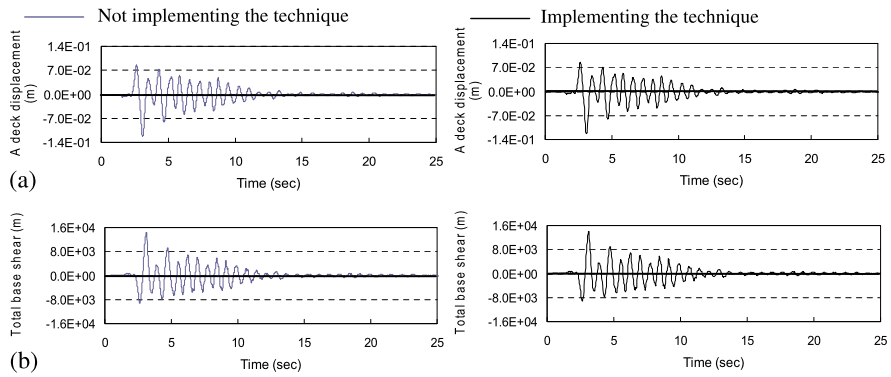 Not implementing the technique
Implementing the technique
A deck displacement
(m)
1.4E-01
7.0E-02
0.0E+00
-7.0E-02
-1.4E-01
0 5 10 15 20 25
Time (sec)
(a)
A deck displacement
(m)
1.4E-01
7.0E-02
0.0E+00
-7.0E-02
-1.4E-01
0 5 10 15 20 25
Time (sec)
Total base shear (m)
1.6E+04
8.0E+03
0.0E+00
-8.0E+03
-1.6E+04
0 5 10 15 20 25
Time (sec)
(b)
Total base shear (m)
1.6E+04
8.0E+03
0.0E+00
-8.0E+03
-1.6E+04
0 5 10 15 20 25
Time (sec)